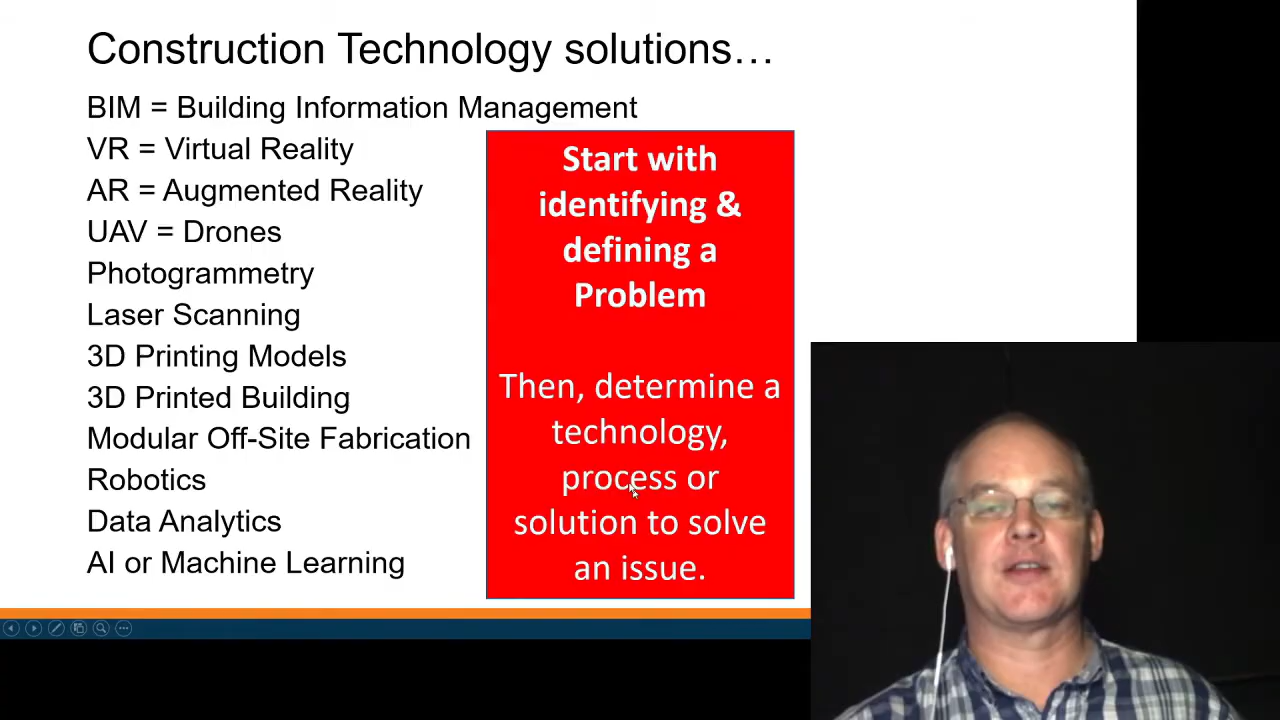 Construction Technology solutions…
BIM = Building Information Management
VR = Virtual Reality
AR = Augmented Reality
UAV = Drones
Photogrammetry
Laser Scanning
3D Printing Models
3D Printed Building
Modular Off-Site Fabrication
Robotics
Data Analytics
AI or Machine Learning
Start with
identifying &
defining a
Problem
Then, determine a
technology,
process or
solution to solve
an issue.